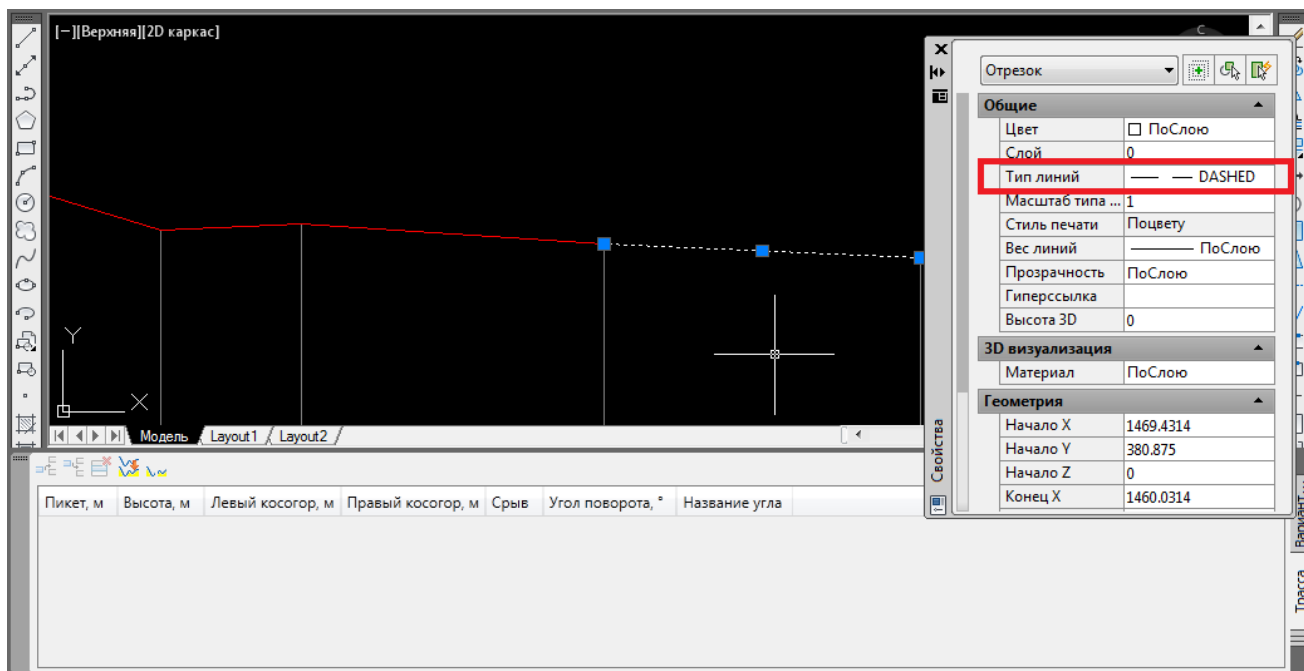 [−][Верхняя][2D каркас]
С
Отрезок
Общие
Цвет ПоСлою
Слой 0
Тип линий DASHED
Масштаб типа ... 1
Стиль печати Поцвету
Вес линий ПоСлою
Прозрачность ПоСлою
Гиперссылка
Высота 3D 0
3D визуализация
Материал ПоСлою
Геометрия
Начало X 1469.4314
Начало Y 380.875
Начало Z 0
Конец X 1460.0314
Свойства
Y
X
Модель Layout1 Layout2
Пикет, м Высота, м Левый косогор, м Правый косогор, м Срыв Угол поворота, ° Название угла
Вариант ...
Трасса